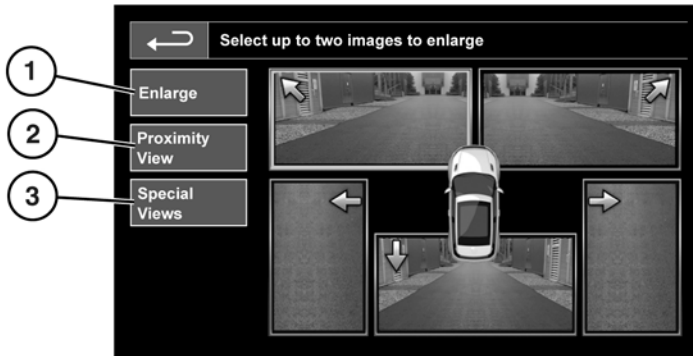 Select up to two images to enlarge
1
Enlarge
2
Proximity
View
3
Special
Views